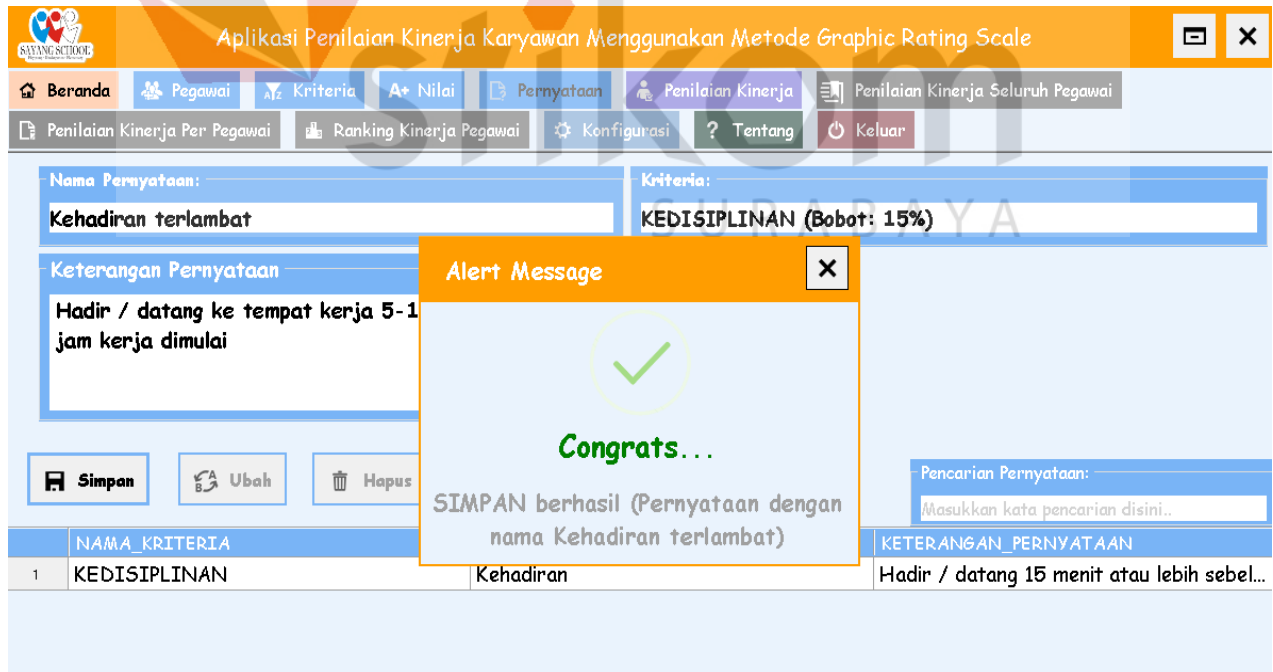 SAYANG SCHOOL
Aplikasi Penilaian Kinerja Karyawan Menggunakan Metode Graphic Rating Scale
Beranda Pegawai Kriteria A+ Nilai Pernyataan Penilaian Kinerja Penilaian Kinerja Seluruh Pegawai
Penilaian Kinerja Per Pegawai Ranking Kinerja Pegawai Konfigurasi ? Tentang Keluar
stikom
SURABAYA
Nama Pernyataan: Kriteria:
Kehadiran terlambat KEDISIPLINAN (Bobot: 15%)
Keterangan Pernyataan
Hadir / datang ke tempat kerja 5-1
jam kerja dimulai
Alert Message
Congrats...
SIMPAN berhasil (Pernyataan dengan
nama Kehadiran terlambat)
Simpan Ubah Hapus
Pencarian Pernyataan:
Masukkan kata pencarian disini..
NAMA_KRITERIA KETERANGAN_PERNYATAAN
1 KEDISIPLINAN Kehadiran Hadir / datang 15 menit atau lebih sebel...